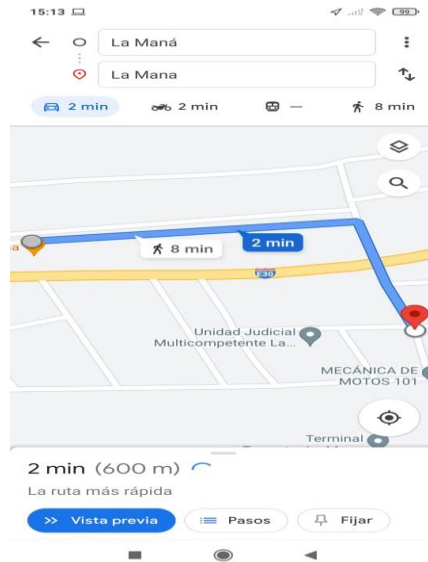 15:13
99
La Maná
La Mana
2 min
2 min
—
8 min
8 min
2 min
E30
Unidad Judicial
Multicompetente La...
MECÁNICA DE
MOTOS 101
Terminal
2 min (600 m)
La ruta más rápida
Vista previa
Pasos
Fijar